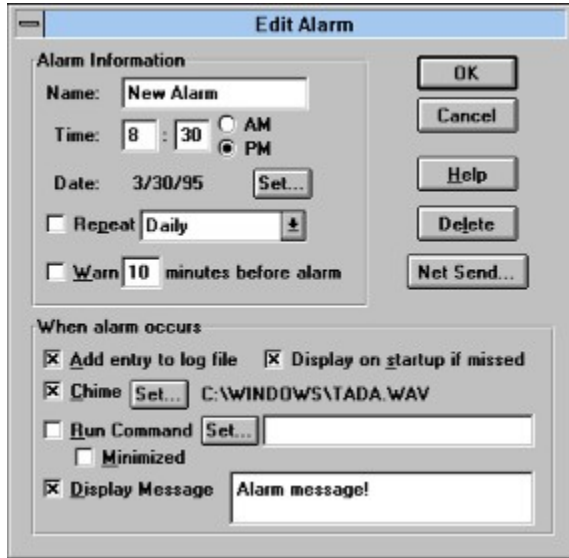 Edit Alarm
Alarm Information
Name: New Alarm
Time: 8 : 30 AM
PM
Date: 3/30/95 Set...
Repeat Daily
Warn 10 minutes before alarm
OK
Cancel
Help
Delete
Net Send...
When alarm occurs
Add entry to log file Display on startup if missed
Chime Set... C:\WINDOWS\TADA.WAV
Run Command Set...
Minimized
Display Message Alarm message!